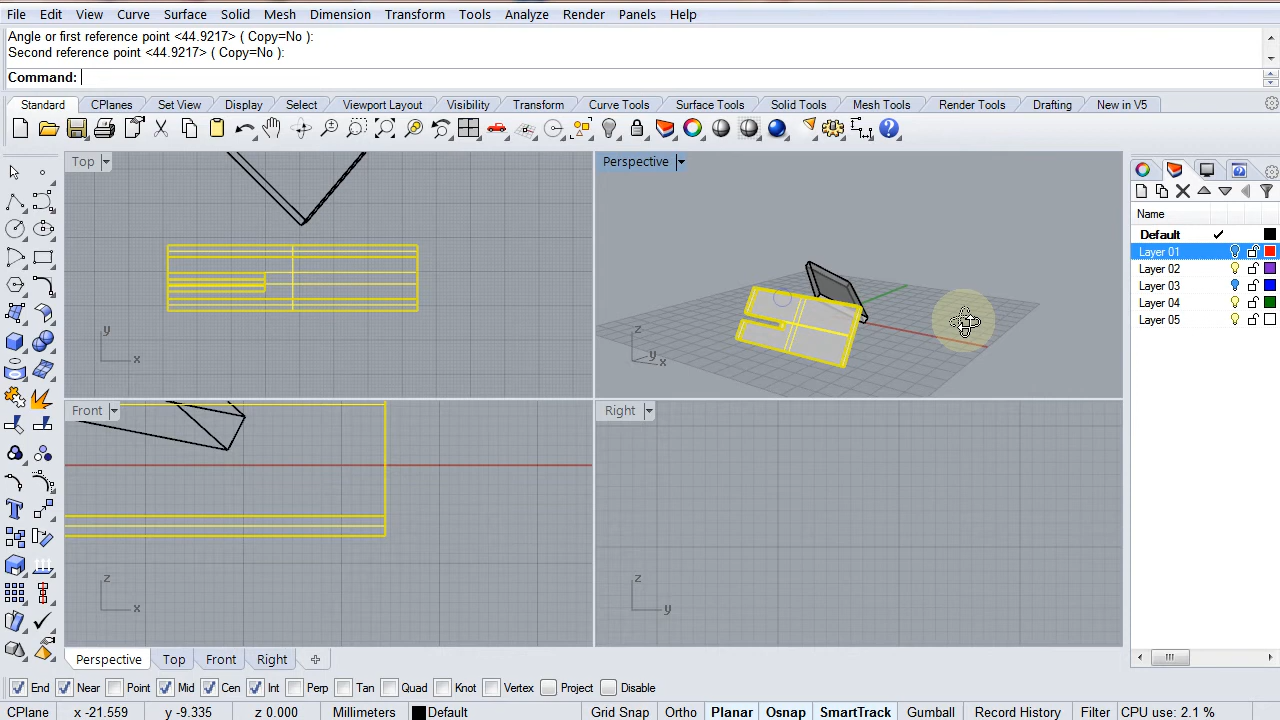 File Edit View Curve Surface Solid Mesh Dimension Transform Tools Analyze Render Panels Help
Angle or first reference point <44.9217> ( Copy=No ):
Second reference point <44.9217> ( Copy=No ):
Command:
Standard CPlanes Set View Display Select Viewport Layout Visibility Transform Curve Tools Surface Tools Solid Tools Mesh Tools Render Tools Drafting New in V5
Top
Perspective
Name
Default
Layer 01
Layer 02
Layer 03
Layer 04
Layer 05
y
x
z
y
x
Front
Right
z
x
z
y
Perspective Top Front Right
End Near Point Mid Cen Int Perp Tan Quad Knot Vertex Project Disable
CPlane x -21.559 y -9.335 z 0.000 Millimeters Default Grid Snap Ortho Planar Osnap SmartTrack Gumball Record History Filter CPU use: 2.1 %